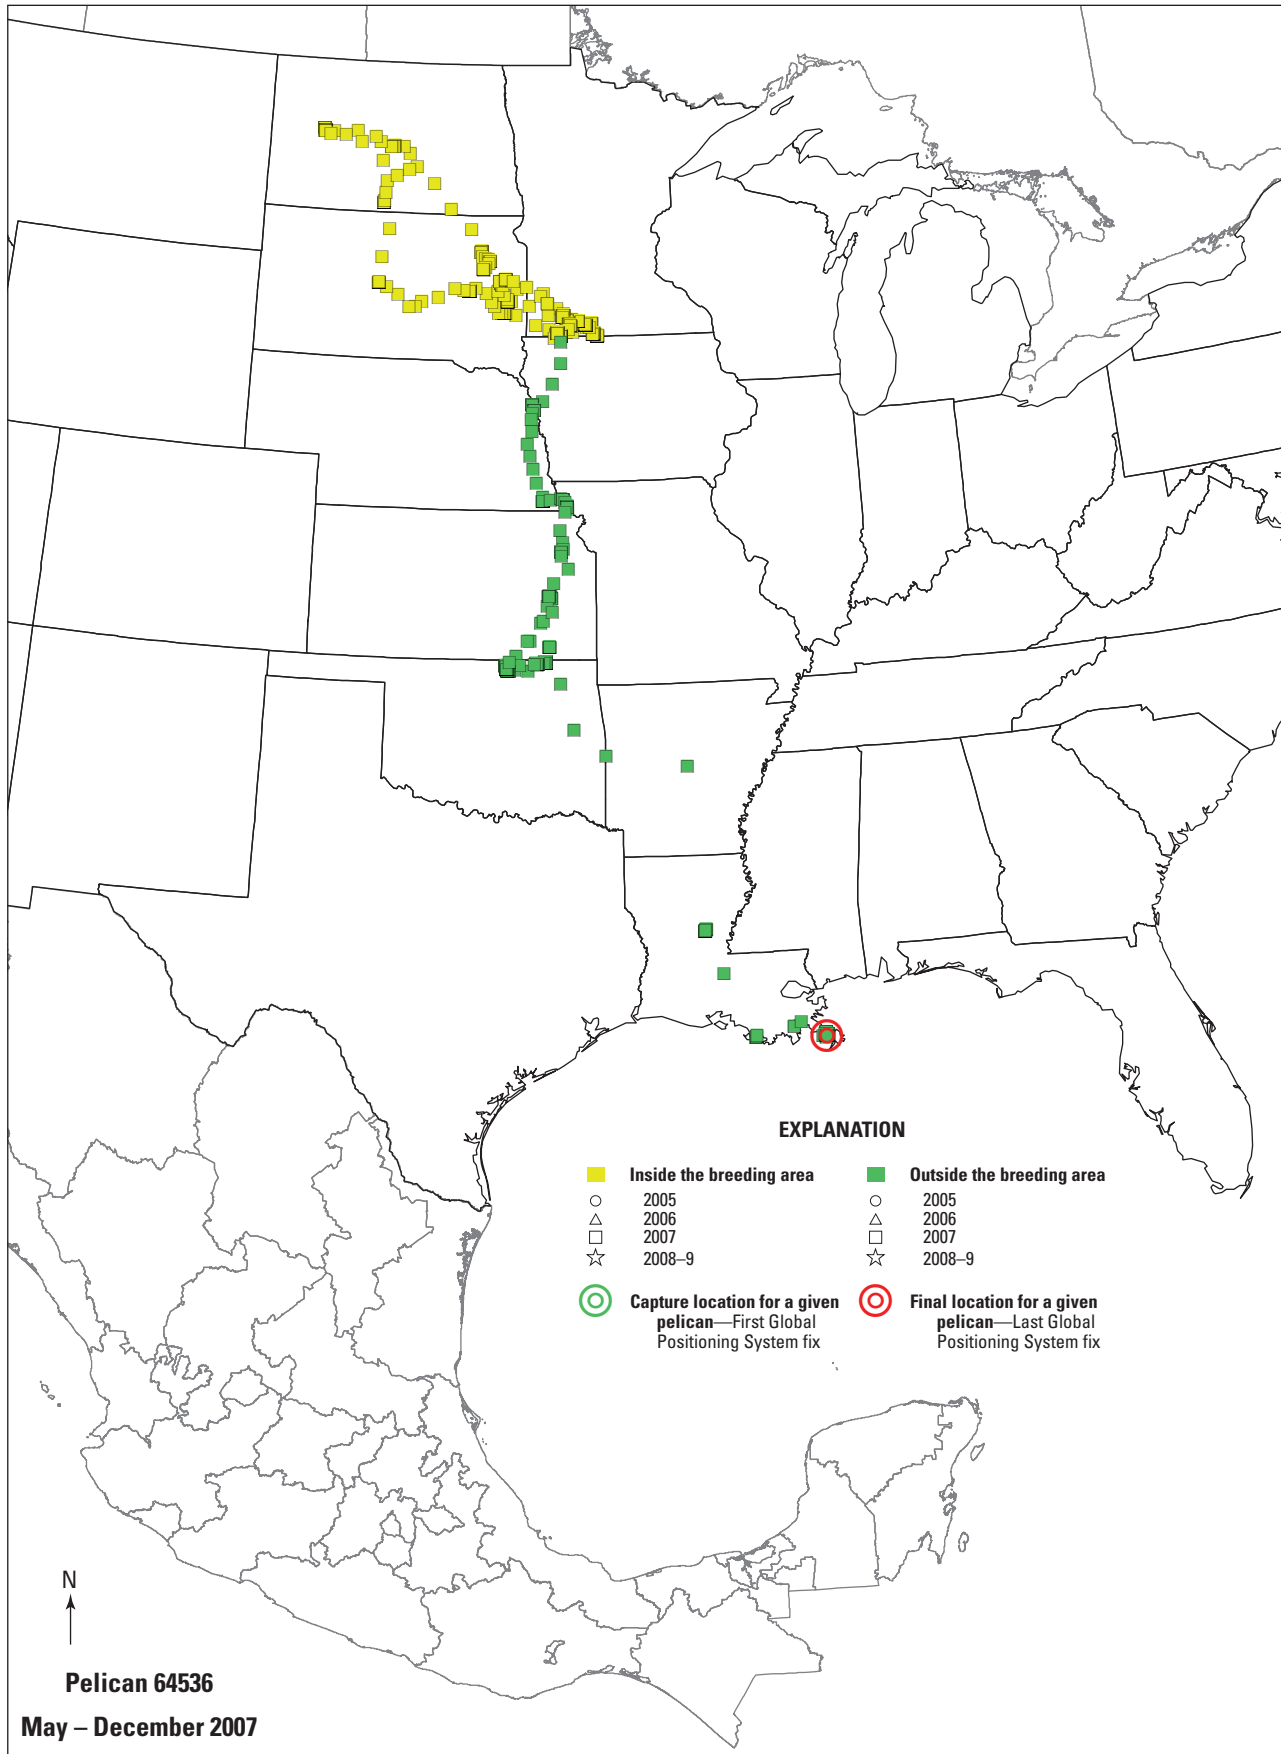 EXPLANATION
Inside the breeding area
2005
2006
2007
2008–9
Capture location for a given
pelican—First Global
Positioning System fix
Outside the breeding area
2005
2006
2007
2008–9
Final location for a given
pelican—Last Global
Positioning System fix
N
Pelican 64536
May – December 2007